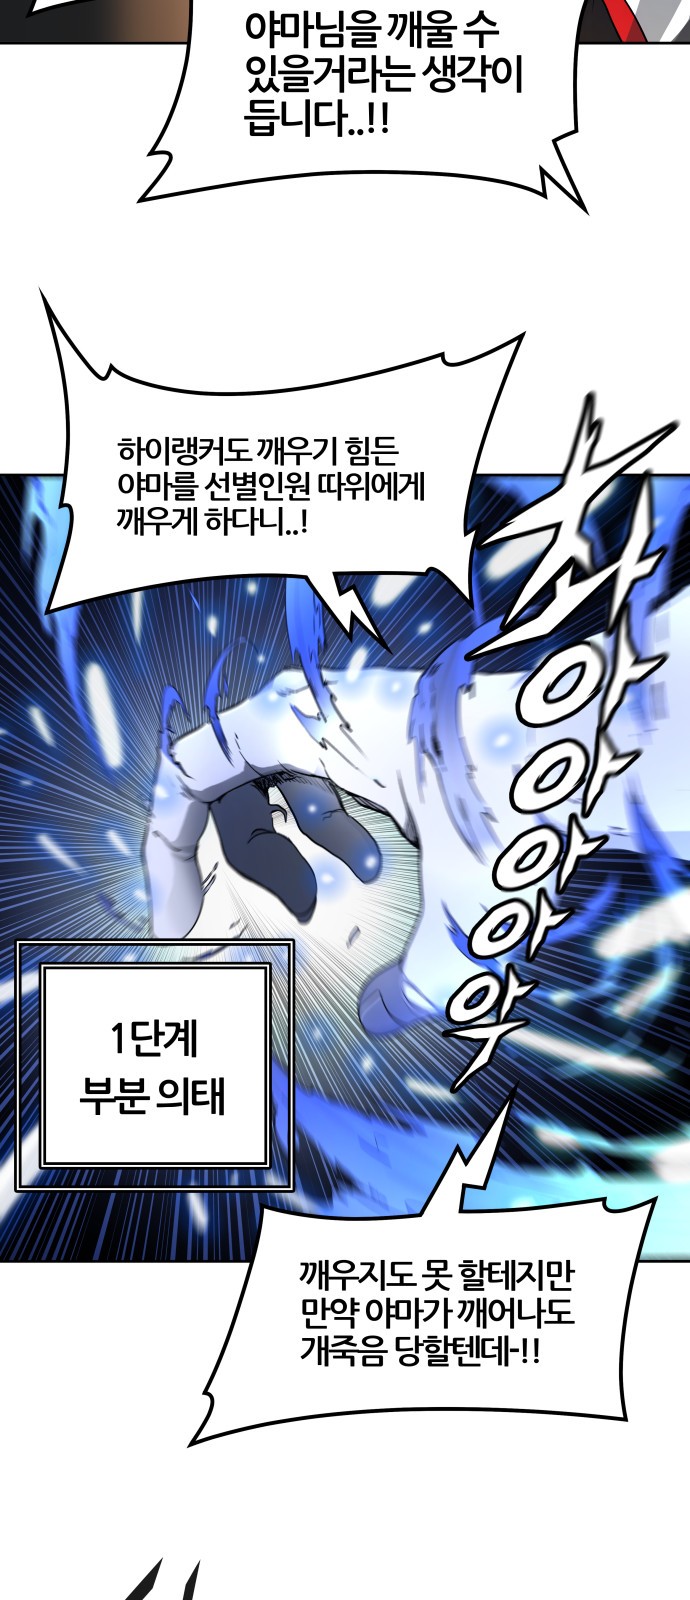 야마님을 깨울 수
있을거라는 생각이
듭니다..!!
하이랭커도 깨우기 힘든
야마를 선별인원 따위에게
깨우게 하다니..!
촤아아아아악
1단계
부분 의태
깨우지도 못 할테지만
만약 야마가 깨어나도
개죽음 당할텐데-!!